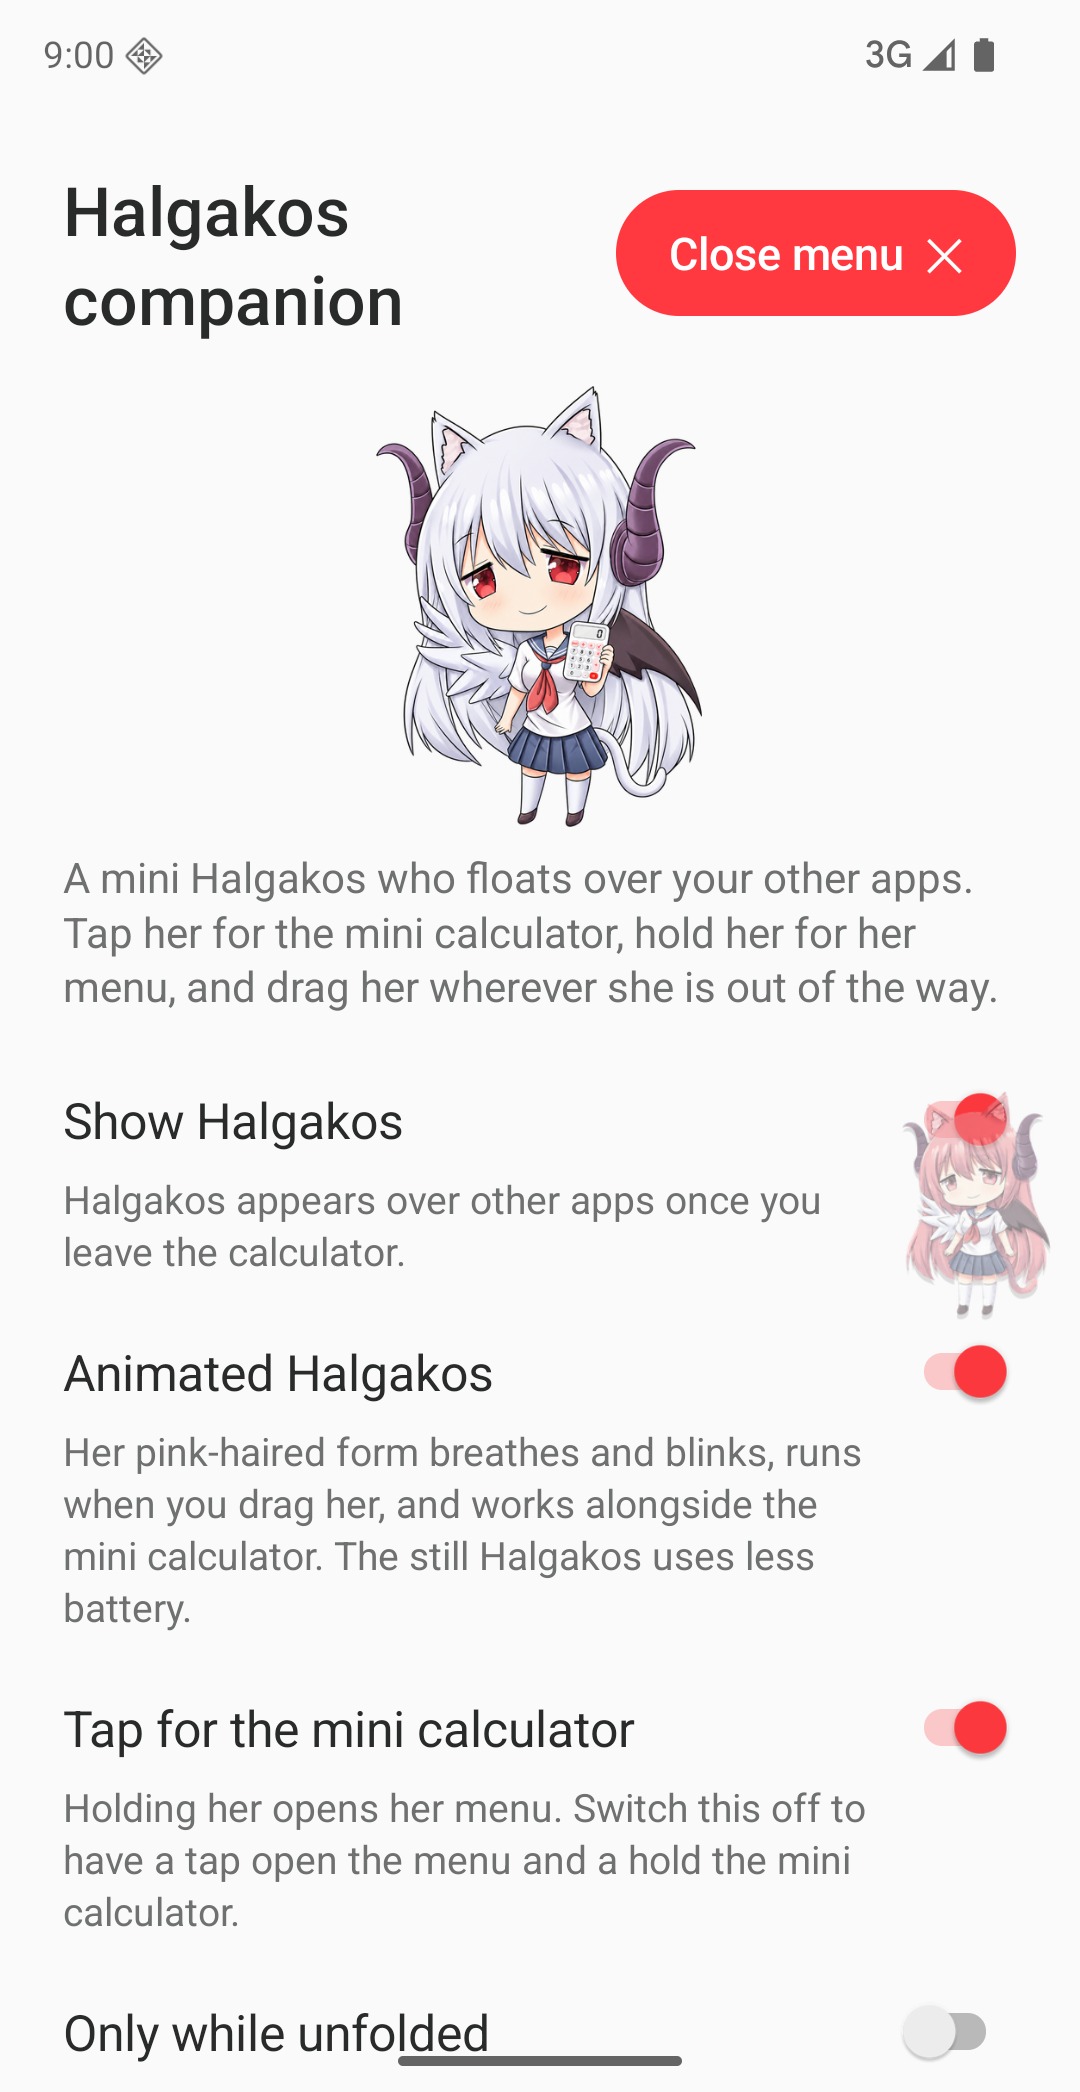 9:00
3G
Halgakos
companion
Close menu
A mini Halgakos who floats over your other apps.
Tap her for the mini calculator, hold her for her
menu, and drag her wherever she is out of the way.
Show Halgakos
Halgakos appears over other apps once you
leave the calculator.
Animated Halgakos
Her pink-haired form breathes and blinks, runs
when you drag her, and works alongside the
mini calculator. The still Halgakos uses less
battery.
Tap for the mini calculator
Holding her opens her menu. Switch this off to
have a tap open the menu and a hold the mini
calculator.
Only while unfolded